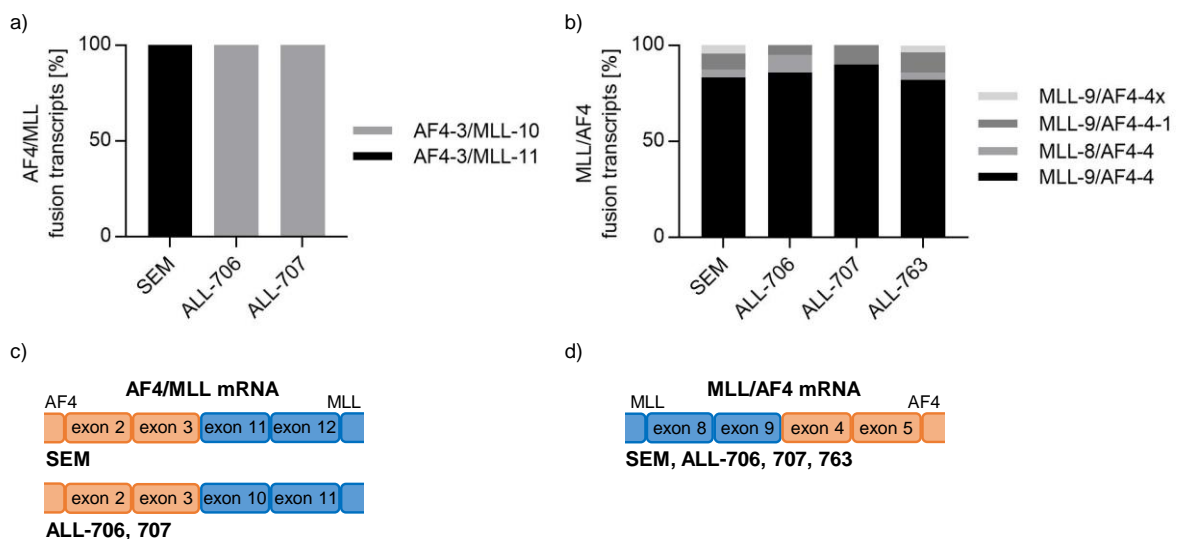 a)
AF4/MLL
fusion transcripts [%]
100
50
0
SEM
ALL-706
ALL-707
AF4-3/MLL-10
AF4-3/MLL-11
b)
MLL/AF4
fusion transcripts [%]
100
50
0
SEM
ALL-706
ALL-707
ALL-763
MLL-9/AF4-4x
MLL-9/AF4-4-1
MLL-8/AF4-4
MLL-9/AF4-4
c)
AF4/MLL mRNA
AF4 MLL
exon 2 exon 3 exon 11 exon 12
SEM
exon 2 exon 3 exon 10 exon 11
ALL-706, 707
d)
MLL/AF4 mRNA
MLL AF4
exon 8 exon 9 exon 4 exon 5
SEM, ALL-706, 707, 763